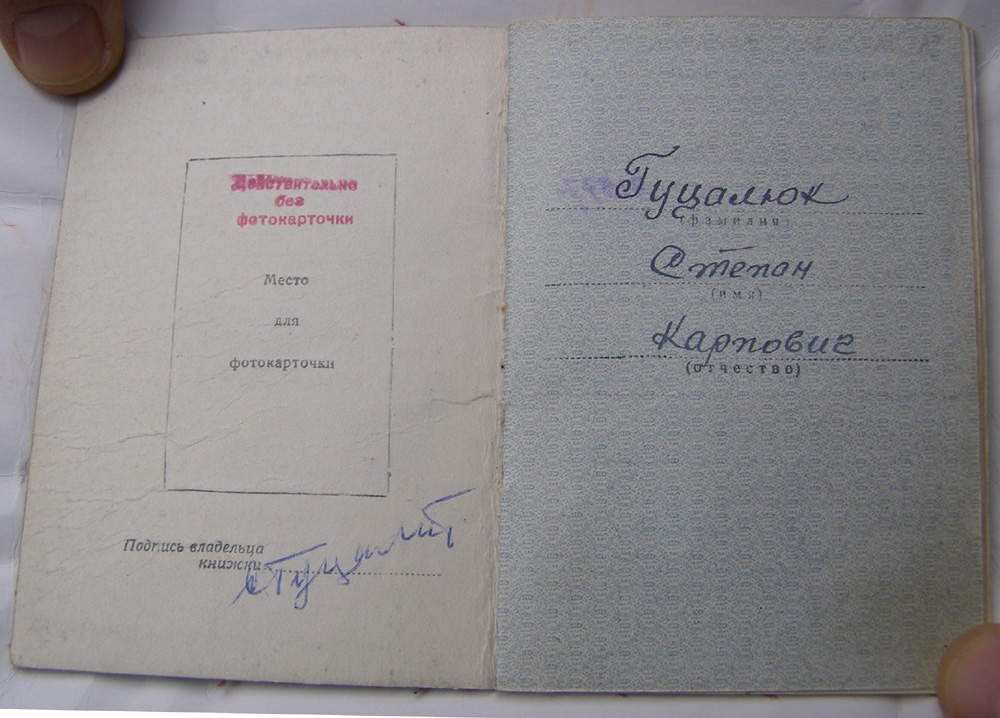 Действительно
без
фотокарточки
Место
для
фотокарточки
Подпись владельца
книжки
Гуцалюк
(фамилия)
Степан
(имя)
Карпович
(отчество)